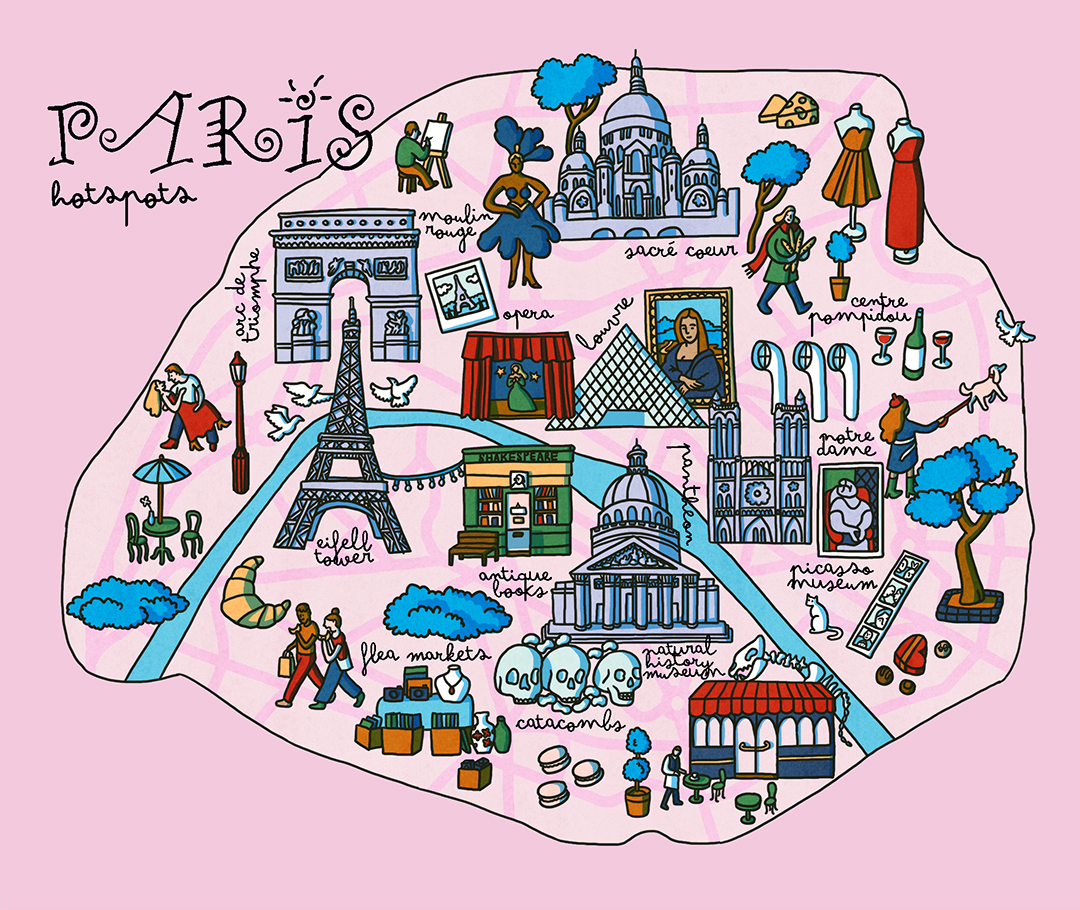 PARiS
hotspots
moulin
rouge
sacré coeur
arc de
triomphe
opera
louvre
centre
pompidou
SHAKESPEARE
pantheon
notre
dame
eifell
tower
antique
books
picasso
museum
flea markets
natural
history
museum
catacombs